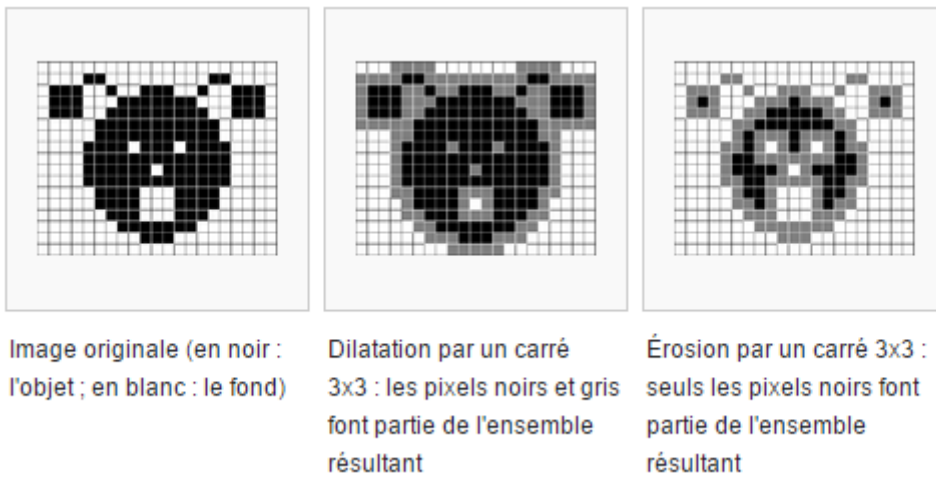 Image originale (en noir :
l'objet ; en blanc : le fond)
Dilatation par un carré
3x3 : les pixels noirs et gris
font partie de l'ensemble
résultant
Érosion par un carré 3x3 :
seuls les pixels noirs font
partie de l'ensemble
résultant